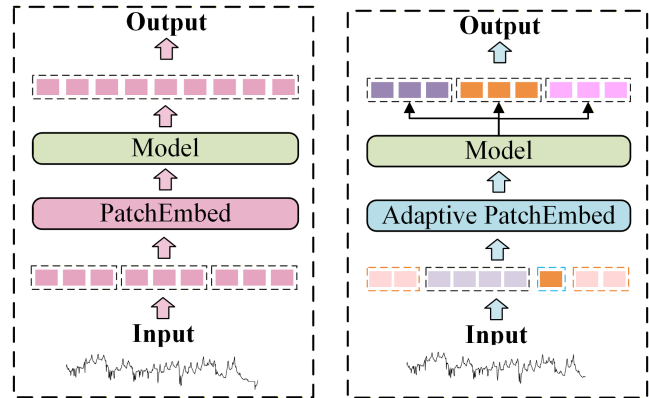 Output
Model
PatchEmbed
Input
Output
Model
Adaptive PatchEmbed
Input